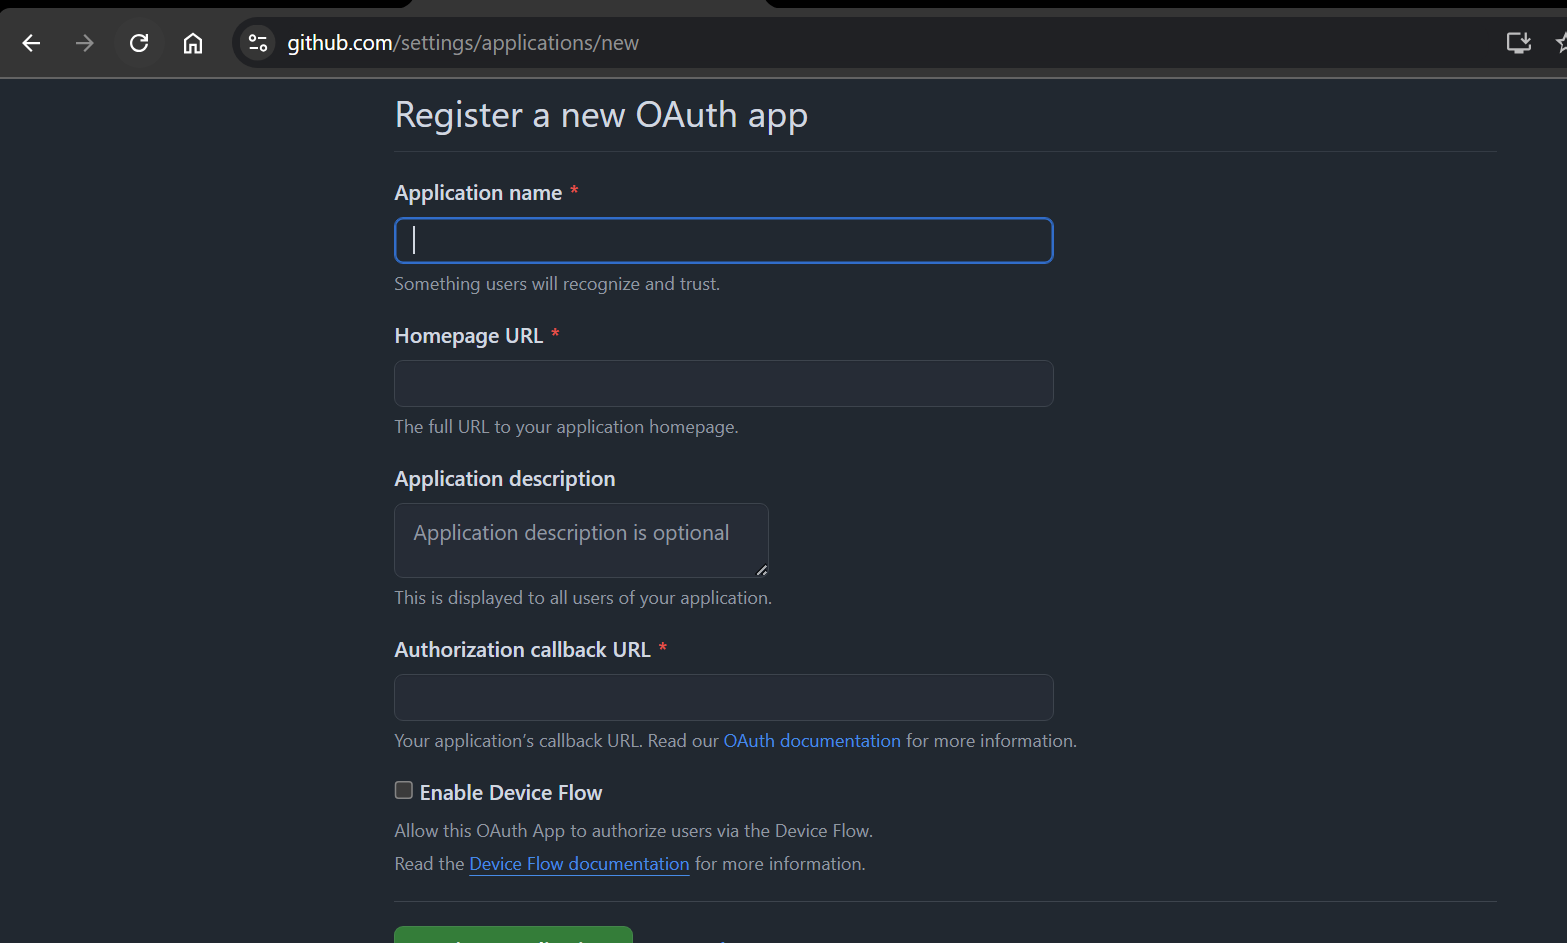 github.com/settings/applications/new
Register a new OAuth app
Application name *
Something users will recognize and trust.
Homepage URL *
The full URL to your application homepage.
Application description
Application description is optional
This is displayed to all users of your application.
Authorization callback URL *
Your application’s callback URL. Read our OAuth documentation for more information.
Enable Device Flow
Allow this OAuth App to authorize users via the Device Flow.
Read the Device Flow documentation for more information.